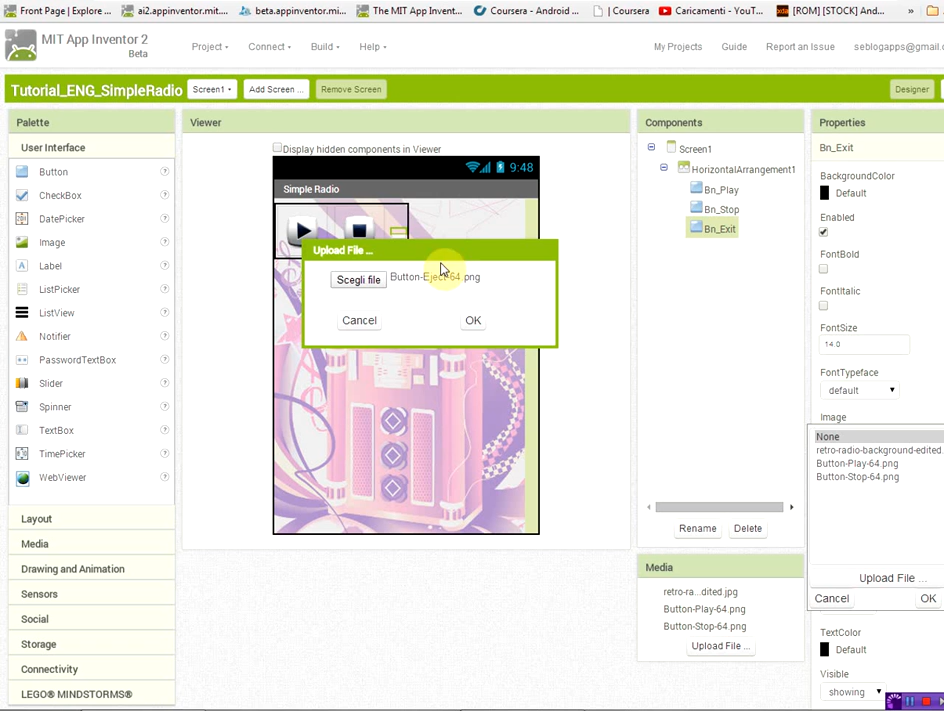 Front Page | Explore ...
ai2.appinventor.mit....
beta.appinventor.mi...
The MIT App Invent...
Coursera - Android ...
| Coursera
Caricamenti - YouT...
[ROM] [STOCK] And...
»
MIT App Inventor 2
Beta
Project
Connect
Build
Help
My Projects
Guide
Report an Issue
seblogapps@gmail.c
Tutorial_ENG_SimpleRadio
Screen1
Add Screen ...
Remove Screen
Designer
Palette
User Interface
Button
CheckBox
DatePicker
Image
Label
ListPicker
ListView
Notifier
PasswordTextBox
Slider
Spinner
TextBox
TimePicker
WebViewer
Layout
Media
Drawing and Animation
Sensors
Social
Storage
Connectivity
LEGO® MINDSTORMS®
Viewer
Display hidden components in Viewer
9:48
Simple Radio
Upload File ...
Scegli file
Button-Eject-64.png
Cancel
OK
Components
Screen1
HorizontalArrangement1
Bn_Play
Bn_Stop
Bn_Exit
Rename
Delete
Media
retro-ra...dited.jpg
Button-Play-64.png
Button-Stop-64.png
Upload File ...
Properties
Bn_Exit
BackgroundColor
Default
Enabled
FontBold
FontItalic
FontSize
14.0
FontTypeface
default
Image
None
retro-radio-background-edited.
Button-Play-64.png
Button-Stop-64.png
Upload File ...
Cancel
OK
TextColor
Default
Visible
showing